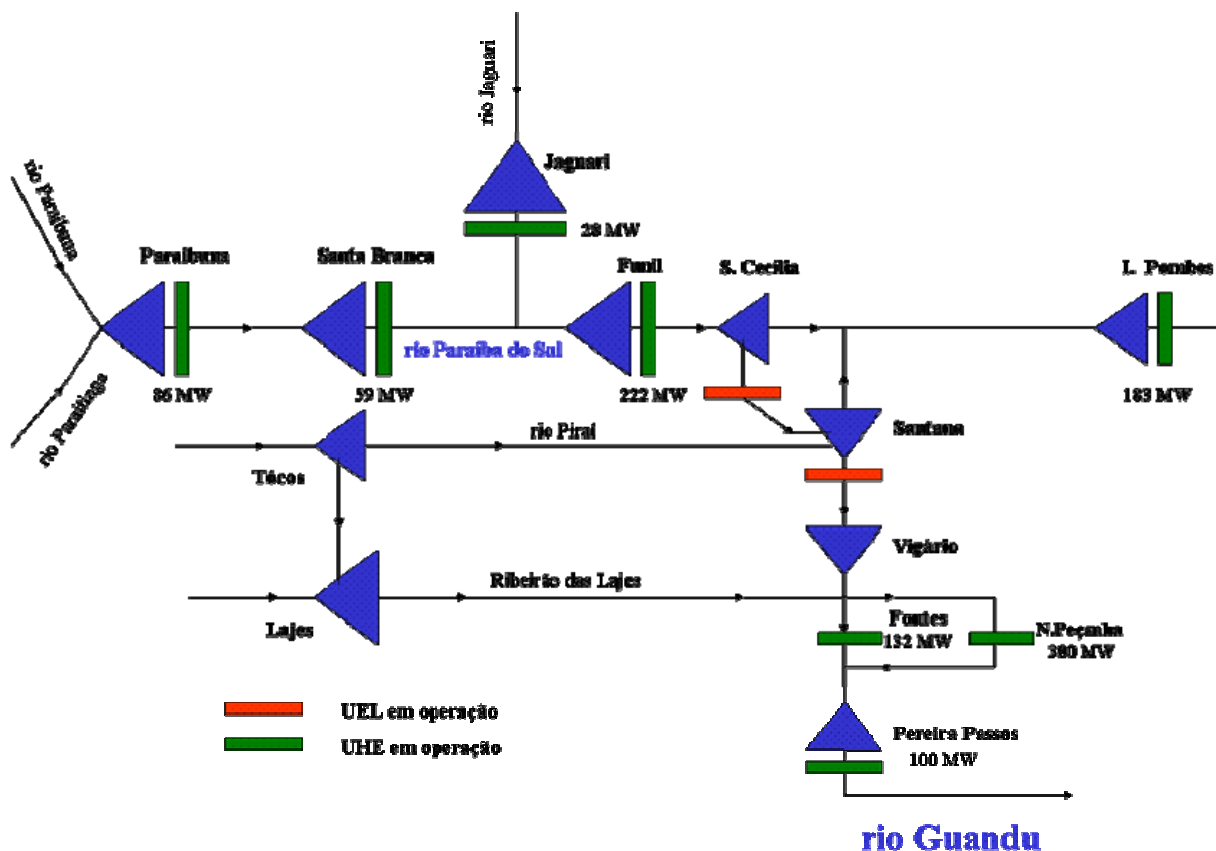 rio Jaguari
Jaguari
28 MW
rio Paraibuna
Paraibuna
Santa Branca
Funil
S. Cecília
L. Pombos
rio Paraíba do Sul
86 MW
59 MW
222 MW
183 MW
rio Paraitinga
rio Piraí
Santana
Tócos
Vigário
Ribeirão das Lajes
Lajes
Fontes
132 MW
N.Peçanha
380 MW
UEL em operação
UHE em operação
Pereira Passos
100 MW
rio Guandu